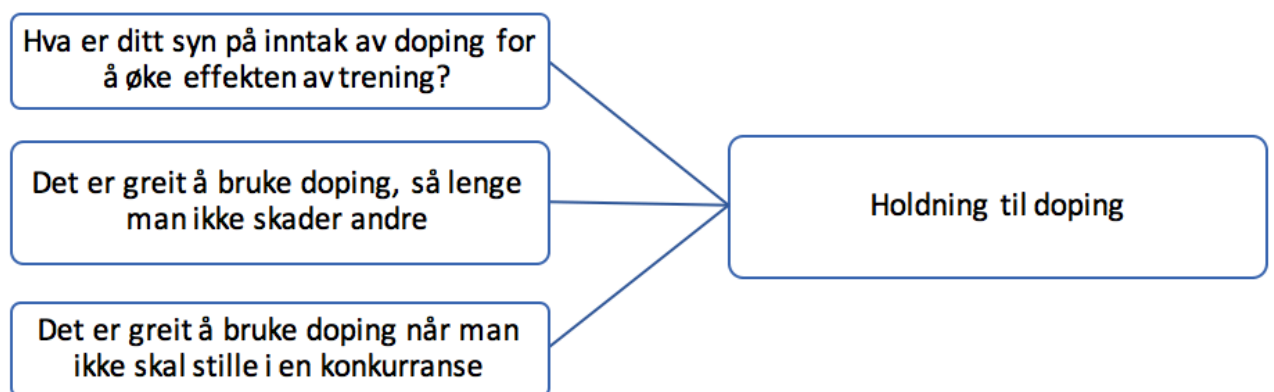 Hva er ditt syn på inntak av doping for
å øke effekten av trening?
Det er greit å bruke doping, så lenge
man ikke skader andre
Det er greit å bruke doping når man
ikke skal stille i en konkurranse
Holdning til doping